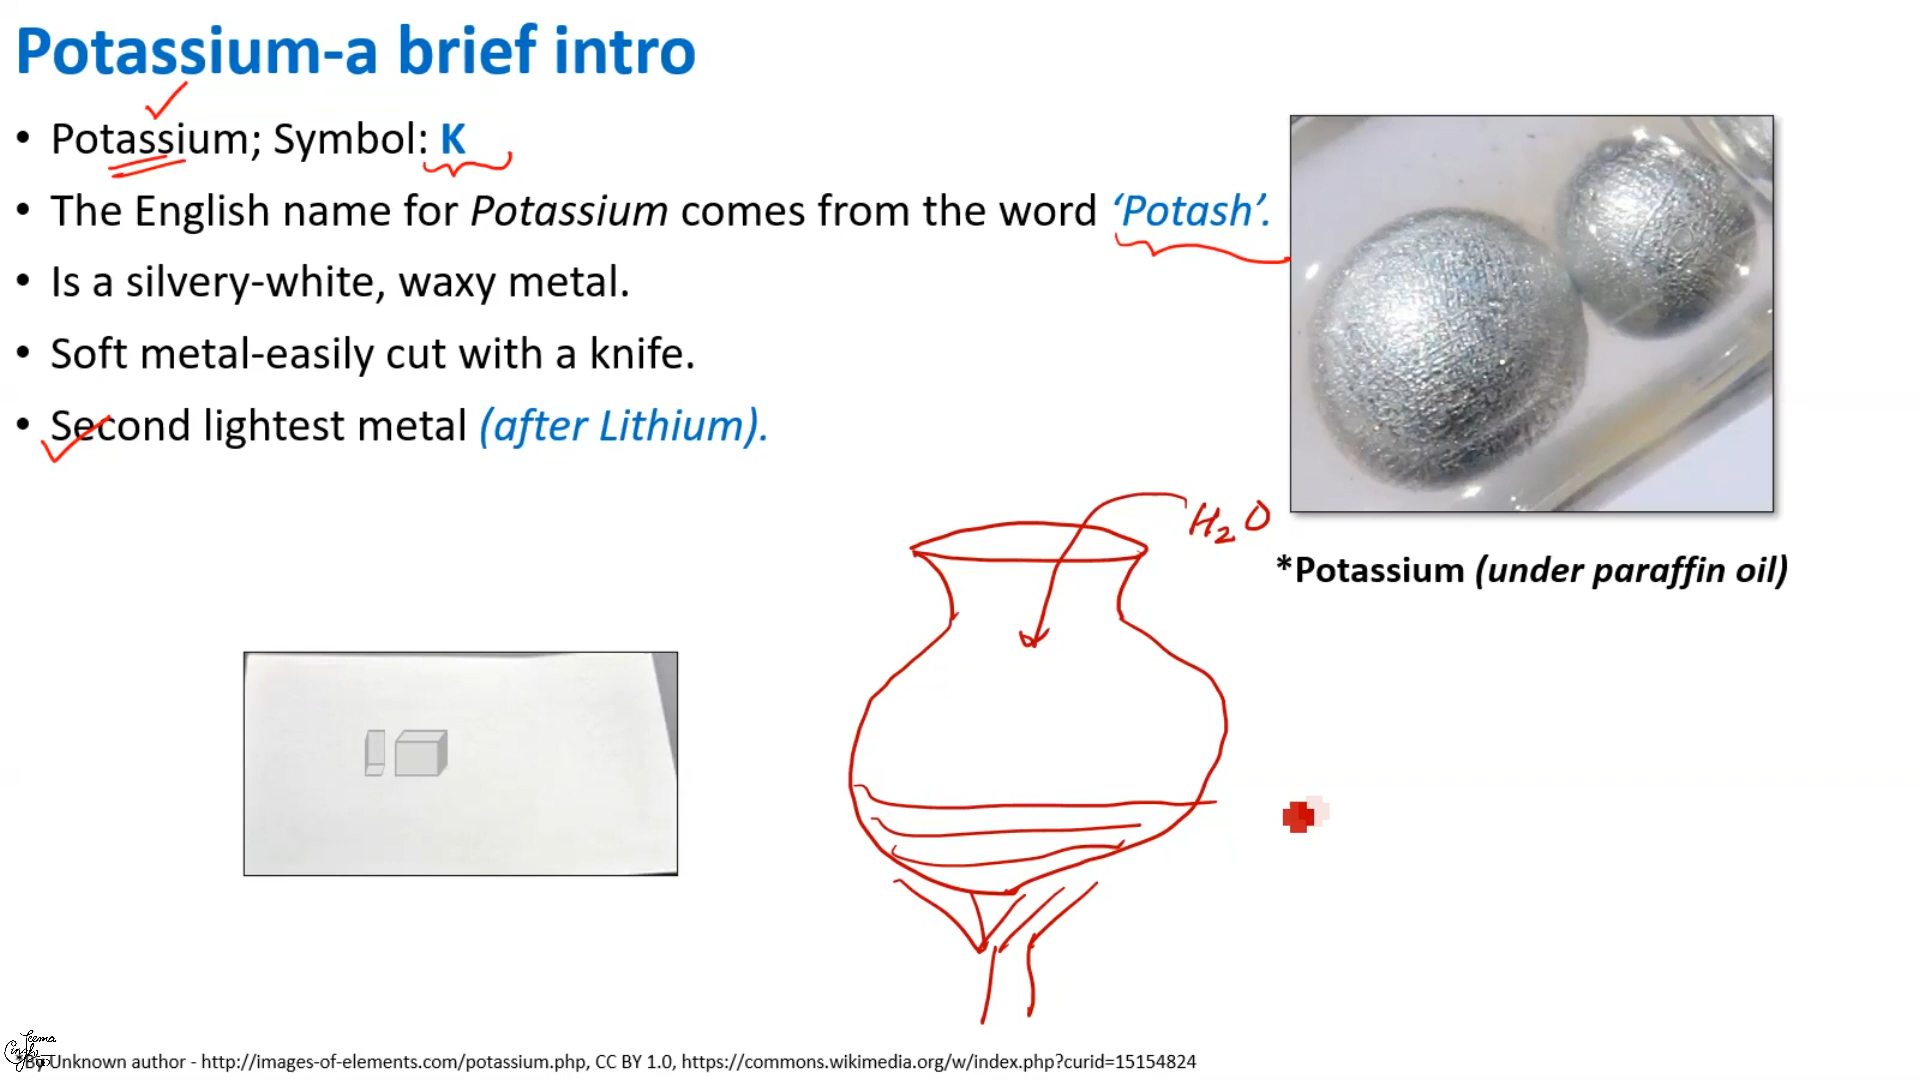 Potassium-a brief intro
• Potassium; Symbol: K
• The English name for Potassium comes from the word ‘Potash’.
• Is a silvery-white, waxy metal.
• Soft metal-easily cut with a knife.
• Second lightest metal (after Lithium).
H₂O
*Potassium (under paraffin oil)
*By Unknown author - http://images-of-elements.com/potassium.php, CC BY 1.0, https://commons.wikimedia.org/w/index.php?curid=15154824